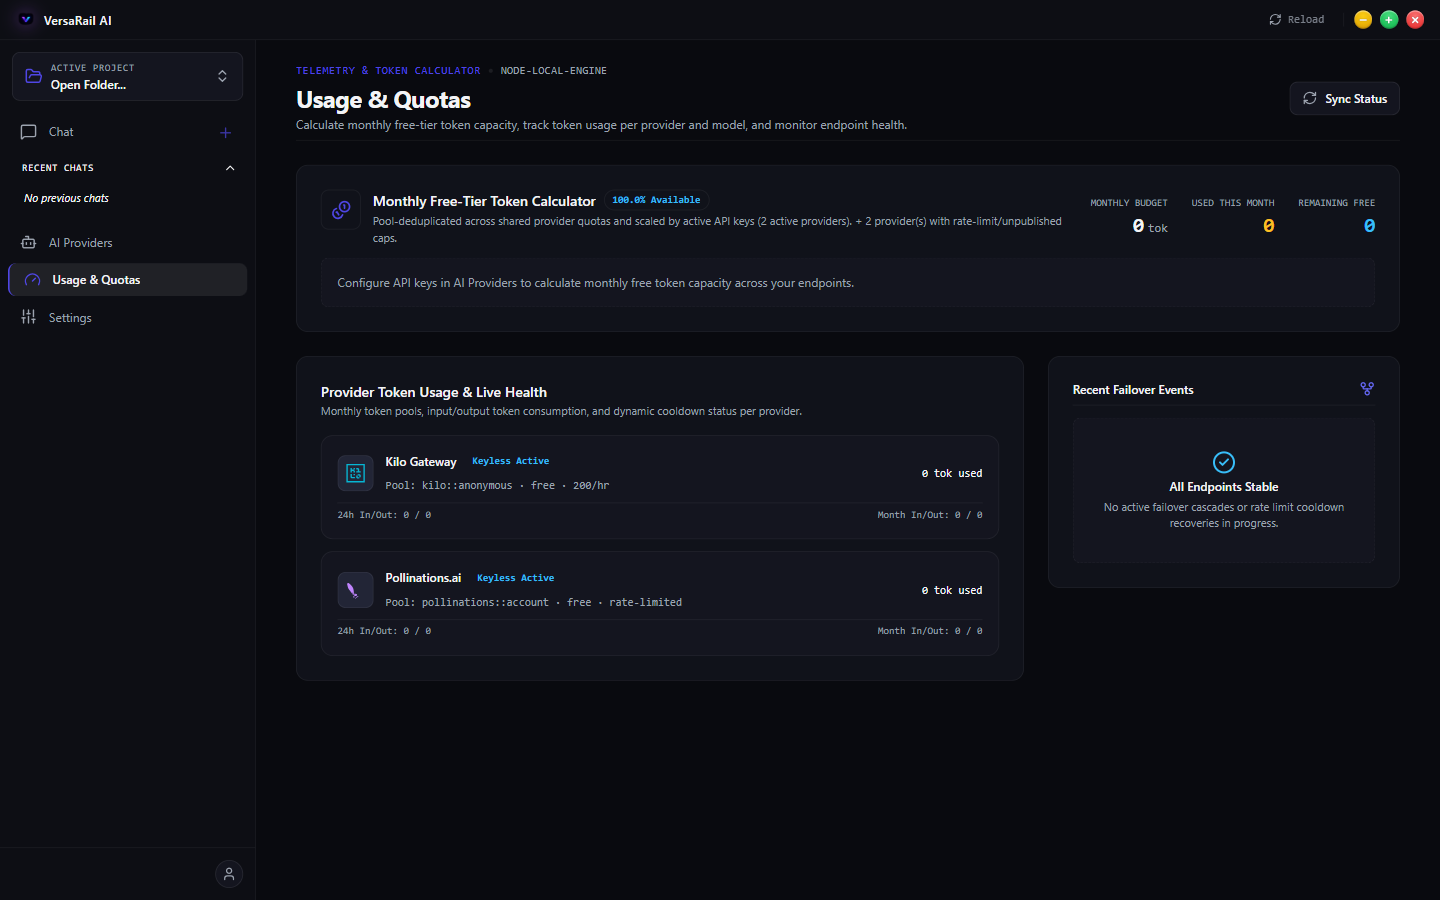 VersaRail AI
Reload
ACTIVE PROJECT
Open Folder...
Chat
RECENT CHATS
No previous chats
AI Providers
Usage & Quotas
Settings
TELEMETRY & TOKEN CALCULATOR • NODE-LOCAL-ENGINE
Usage & Quotas
Calculate monthly free-tier token capacity, track token usage per provider and model, and monitor endpoint health.
Sync Status
Monthly Free-Tier Token Calculator 100.0% Available
Pool-deduplicated across shared provider quotas and scaled by active API keys (2 active providers). + 2 provider(s) with rate-limit/unpublished
caps.
MONTHLY BUDGET
0 tok
USED THIS MONTH
0
REMAINING FREE
0
Configure API keys in AI Providers to calculate monthly free token capacity across your endpoints.
Provider Token Usage & Live Health
Monthly token pools, input/output token consumption, and dynamic cooldown status per provider.
KILO
Kilo Gateway Keyless Active
Pool: kilo::anonymous · free · 200/hr
0 tok used
24h In/Out: 0 / 0
Month In/Out: 0 / 0
Pollinations.ai Keyless Active
Pool: pollinations::account · free · rate-limited
0 tok used
24h In/Out: 0 / 0
Month In/Out: 0 / 0
Recent Failover Events
All Endpoints Stable
No active failover cascades or rate limit cooldown
recoveries in progress.